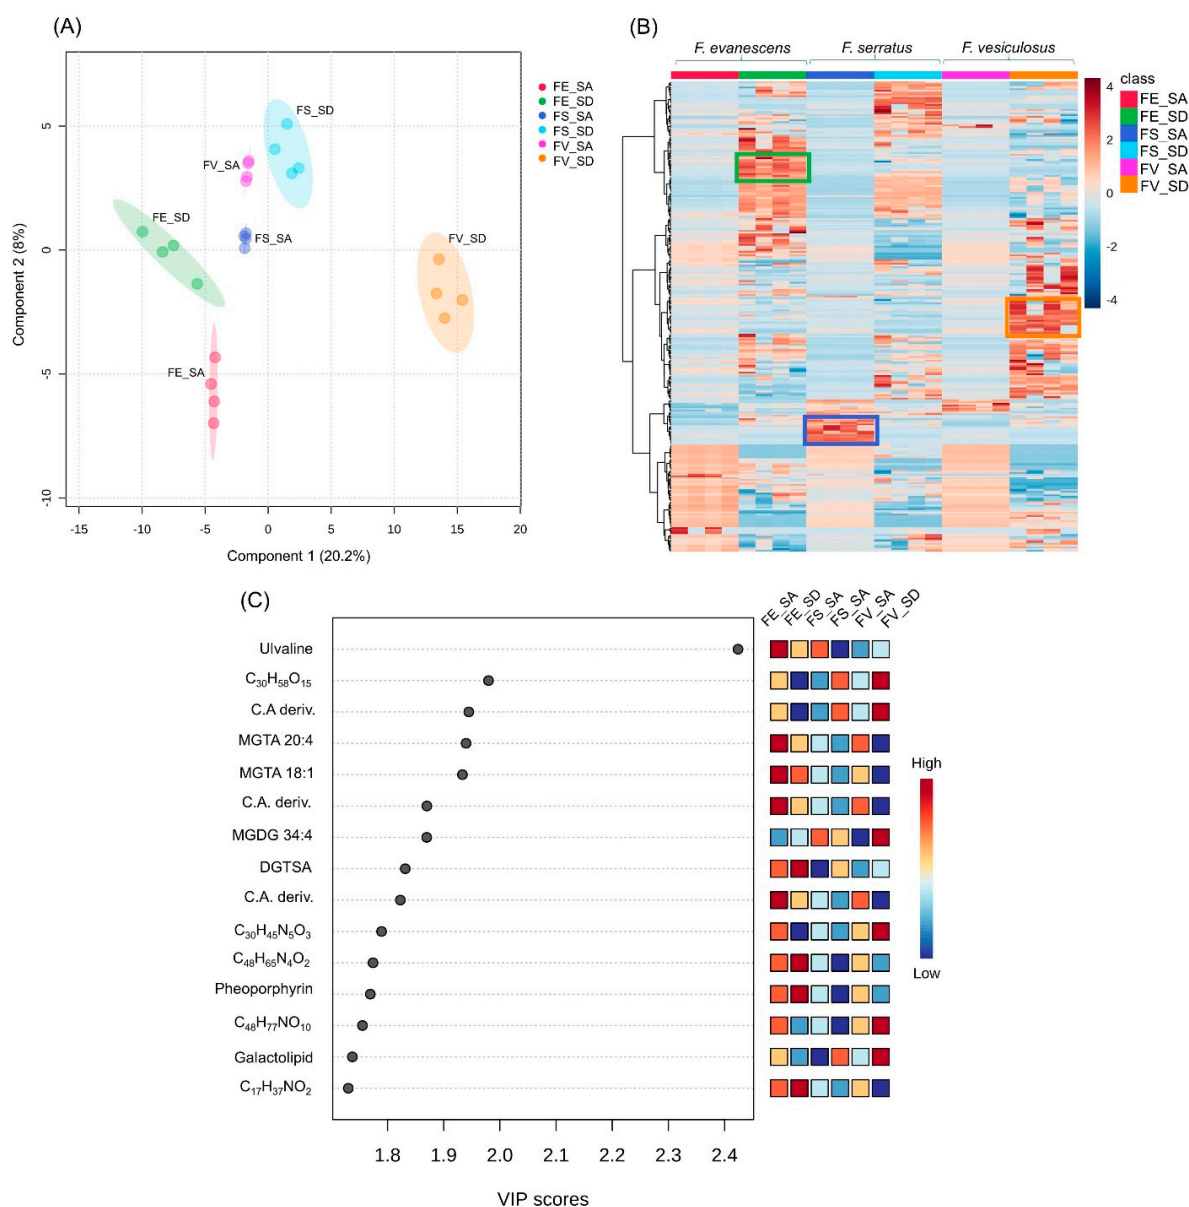 (A)
FS_SD
FV_SA
FE_SD
FS_SA
FV_SD
FE_SA
5
0
-5
-10
-15
-10
-5
0
5
10
15
20
Component 2 (8%)
Component 1 (20.2%)
FE_SA
FE_SD
FS_SA
FS_SD
FV_SA
FV_SD
(B)
F. evanescens
F. serratus
F. vesiculosus
4
2
0
-2
-4
class
FE_SA
FE_SD
FS_SA
FS_SD
FV_SA
FV_SD
(C)
FE_SA
FE_SD
FS_SA
FS_SA
FV_SA
FV_SD
Ulvaline
C₃₀H₅₈O₁₅
C.A deriv.
MGTA 20:4
MGTA 18:1
C.A. deriv.
MGDG 34:4
DGTSA
C.A. deriv.
C₃₀H₄₅N₅O₃
C₄₈H₆₅N₄O₂
Pheoporphyrin
C₄₈H₇₇NO₁₀
Galactolipid
C₁₇H₃₇NO₂
High
Low
1.8
1.9
2.0
2.1
2.2
2.3
2.4
VIP scores